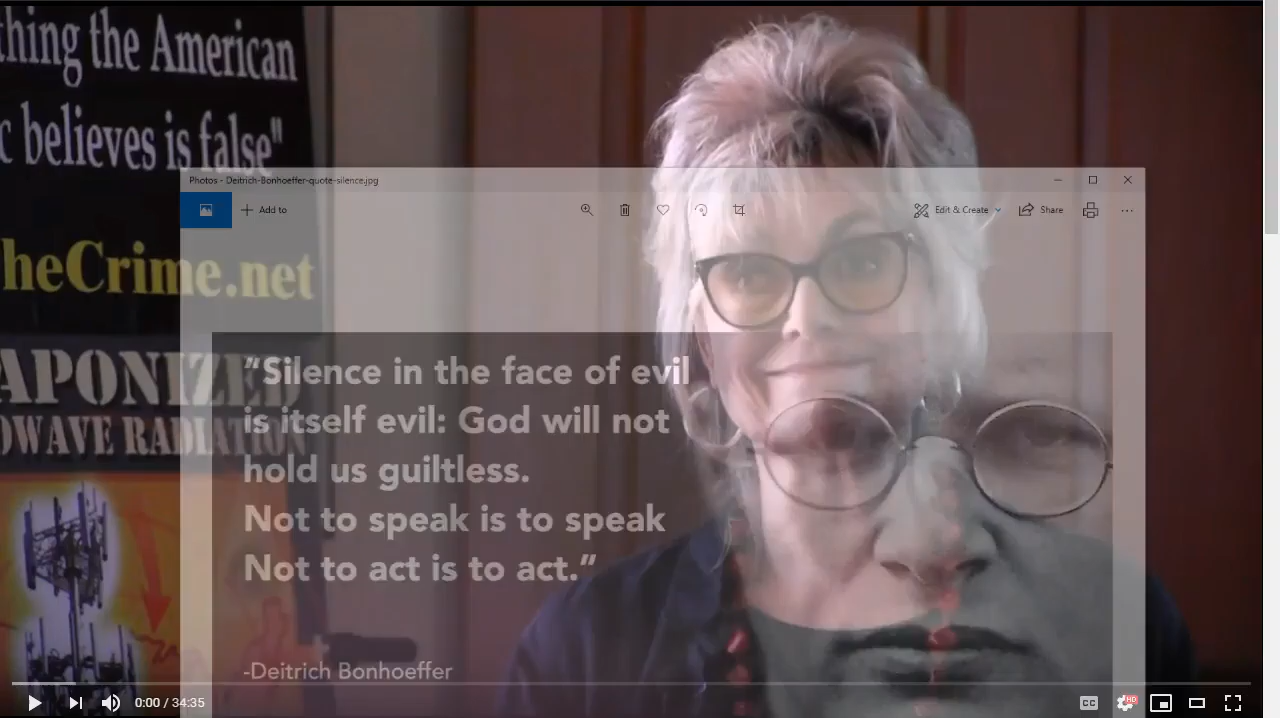 thing the American
c believes is false"
Photos - Deitrich-Bonhoeffer-quote-silence.jpg
Add to
Edit & Create
Share
heCrime.net
APONIZED
OWAVE RADIATION
“Silence in the face of evil
is itself evil: God will not
hold us guiltless.
Not to speak is to speak
Not to act is to act.”
-Deitrich Bonhoeffer
0:00 / 34:35
CC
HD